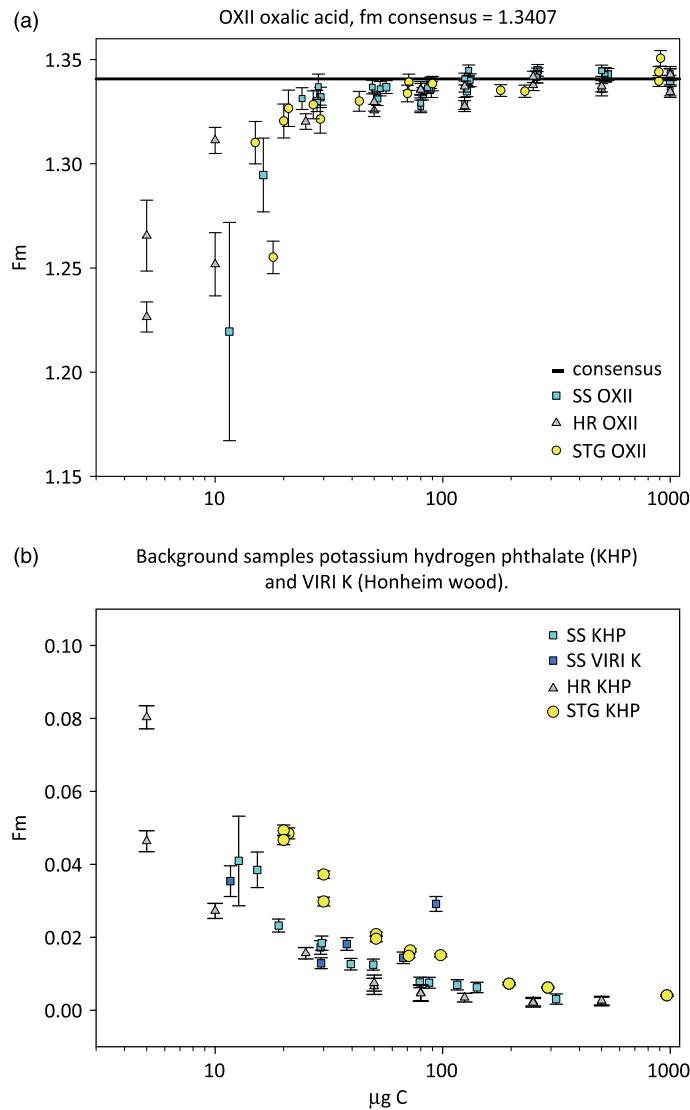 (a)
OXII oxalic acid, fm consensus = 1.3407
1.35
1.30
1.25
1.20
1.15
Fm
consensus
SS OXII
HR OXII
STG OXII
10
100
1000
(b)
Background samples potassium hydrogen phthalate (KHP)
and VIRI K (Honheim wood).
0.10
0.08
0.06
0.04
0.02
0.00
Fm
SS KHP
SS VIRI K
HR KHP
STG KHP
10
100
1000
µg C